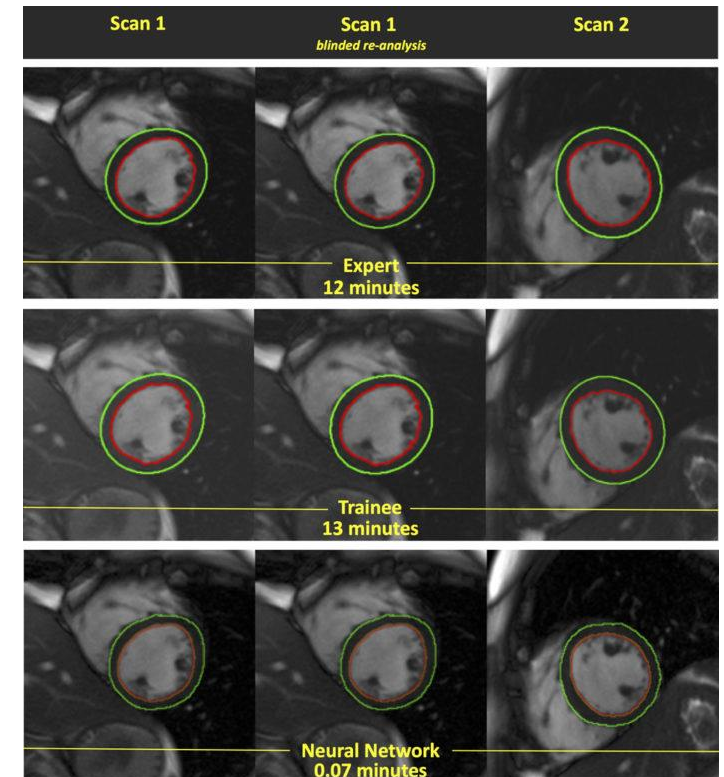 Scan 1
Scan 1
blinded re-analysis
Scan 2
Expert
12 minutes
Trainee
13 minutes
Neural Network
0.07 minutes